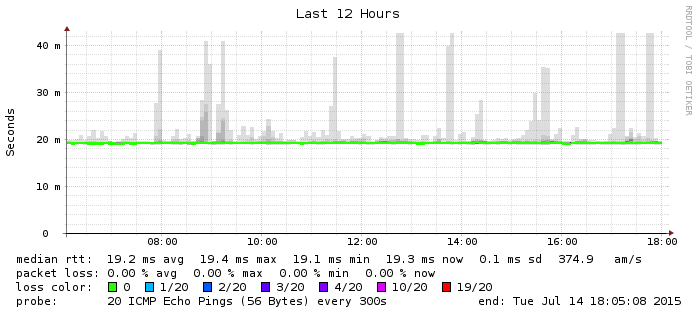 Last 12 Hours
RRDTOOL / TOBI OETIKER
Seconds
40 m
30 m
20 m
10 m
0
08:00 10:00 12:00 14:00 16:00 18:00
median rtt: 19.2 ms avg 19.4 ms max 19.1 ms min 19.3 ms now 0.1 ms sd 374.9 am/s
packet loss: 0.00 % avg 0.00 % max 0.00 % min 0.00 % now
loss color: 0 1/20 2/20 3/20 4/20 10/20 19/20
probe: 20 ICMP Echo Pings (56 Bytes) every 300s end: Tue Jul 14 18:05:08 2015